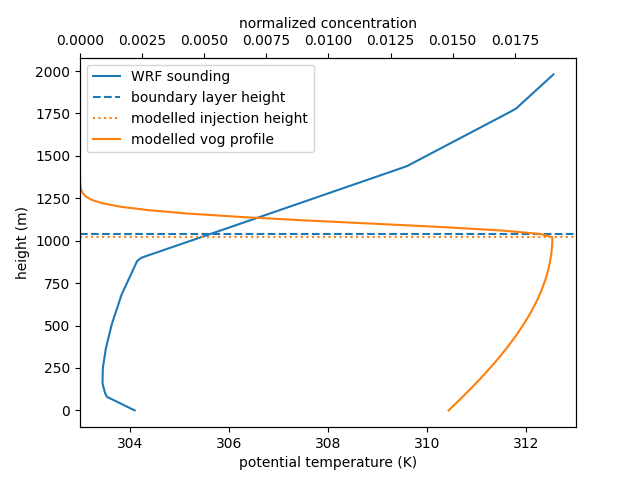 normalized concentration
0.0000 0.0025 0.0050 0.0075 0.0100 0.0125 0.0150 0.0175
WRF sounding
boundary layer height
modelled injection height
modelled vog profile
height (m)
2000
1750
1500
1250
1000
750
500
250
0
304 306 308 310 312
potential temperature (K)